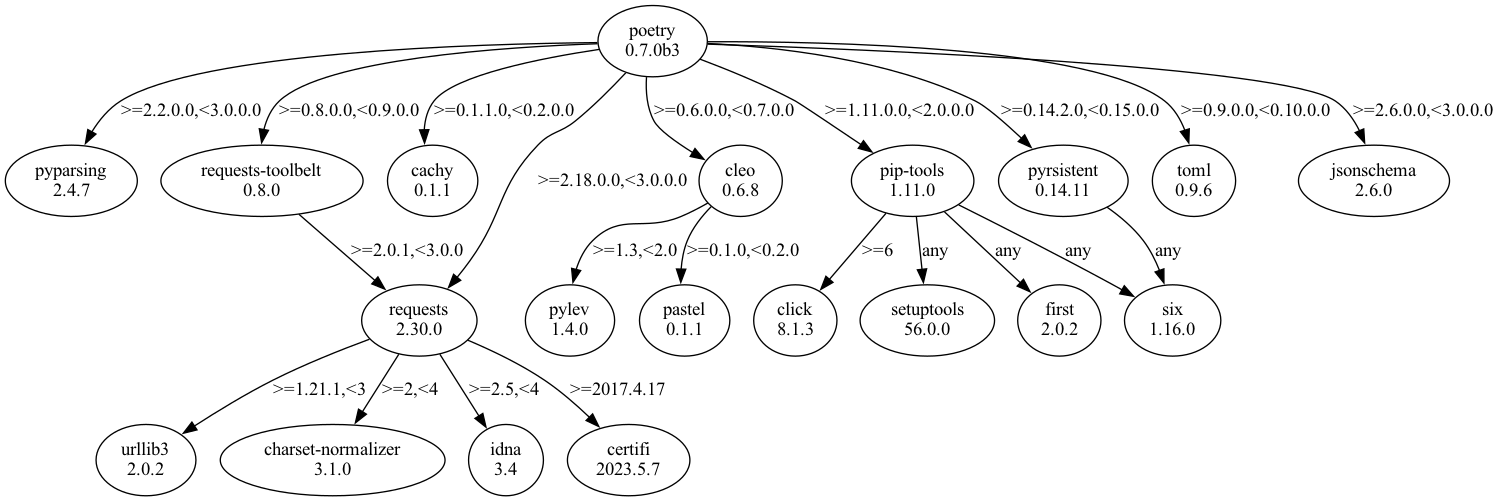 poetry
0.7.0b3
>=2.2.0.0,<3.0.0.0
>=0.8.0.0,<0.9.0.0
>=0.1.1.0,<0.2.0.0
>=0.6.0.0,<0.7.0.0
>=1.11.0.0,<2.0.0.0
>=0.14.2.0,<0.15.0.0
>=0.9.0.0,<0.10.0.0
>=2.6.0.0,<3.0.0.0
pyparsing
2.4.7
requests-toolbelt
0.8.0
cachy
0.1.1
>=2.18.0.0,<3.0.0.0
cleo
0.6.8
pip-tools
1.11.0
pyrsistent
0.14.11
toml
0.9.6
jsonschema
2.6.0
>=2.0.1,<3.0.0
>=1.3,<2.0
>=0.1.0,<0.2.0
>=6
any
any
any
any
requests
2.30.0
pylev
1.4.0
pastel
0.1.1
click
8.1.3
setuptools
56.0.0
first
2.0.2
six
1.16.0
>=1.21.1,<3
>=2,<4
>=2.5,<4
>=2017.4.17
urllib3
2.0.2
charset-normalizer
3.1.0
idna
3.4
certifi
2023.5.7